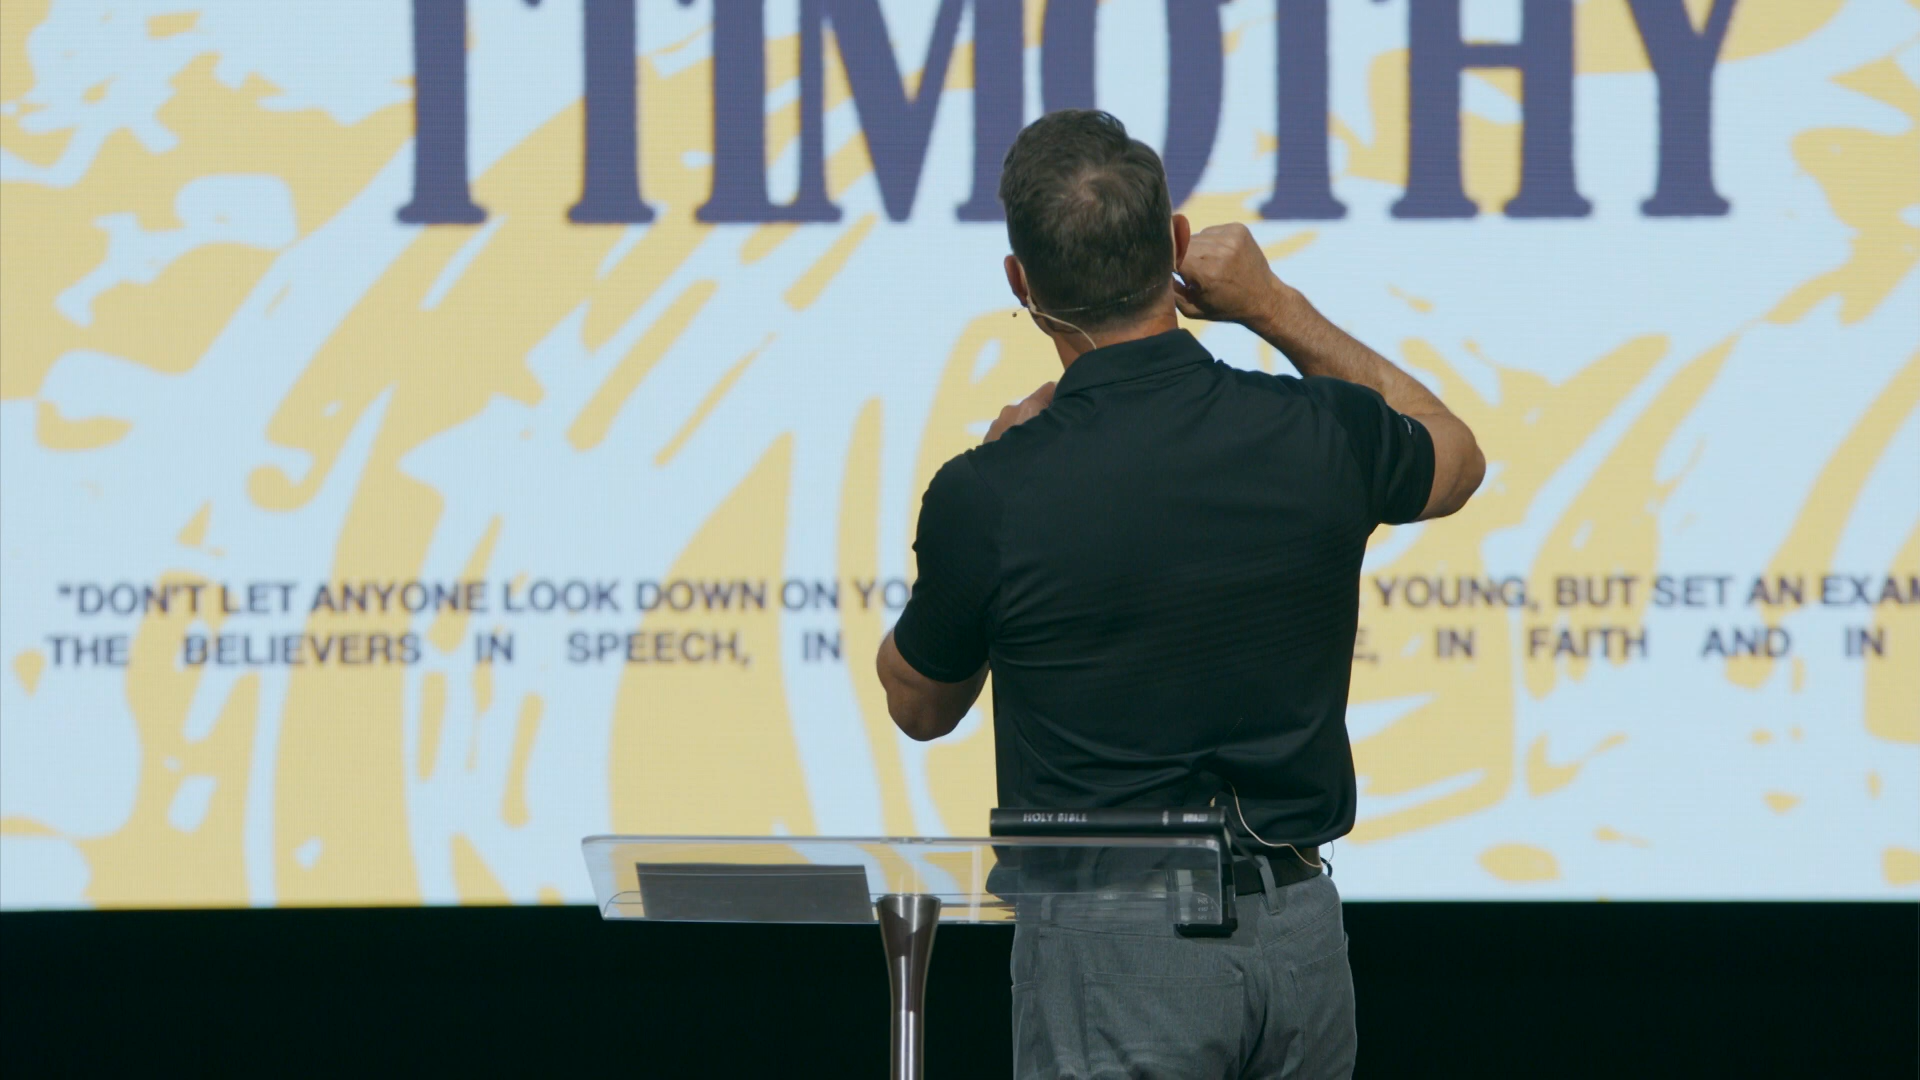 1 TIMOTHY
"DON'T LET ANYONE LOOK DOWN ON YO YOUNG, BUT SET AN EXAM
THE BELIEVERS IN SPEECH, IN E, IN FAITH AND IN
HOLY BIBLE